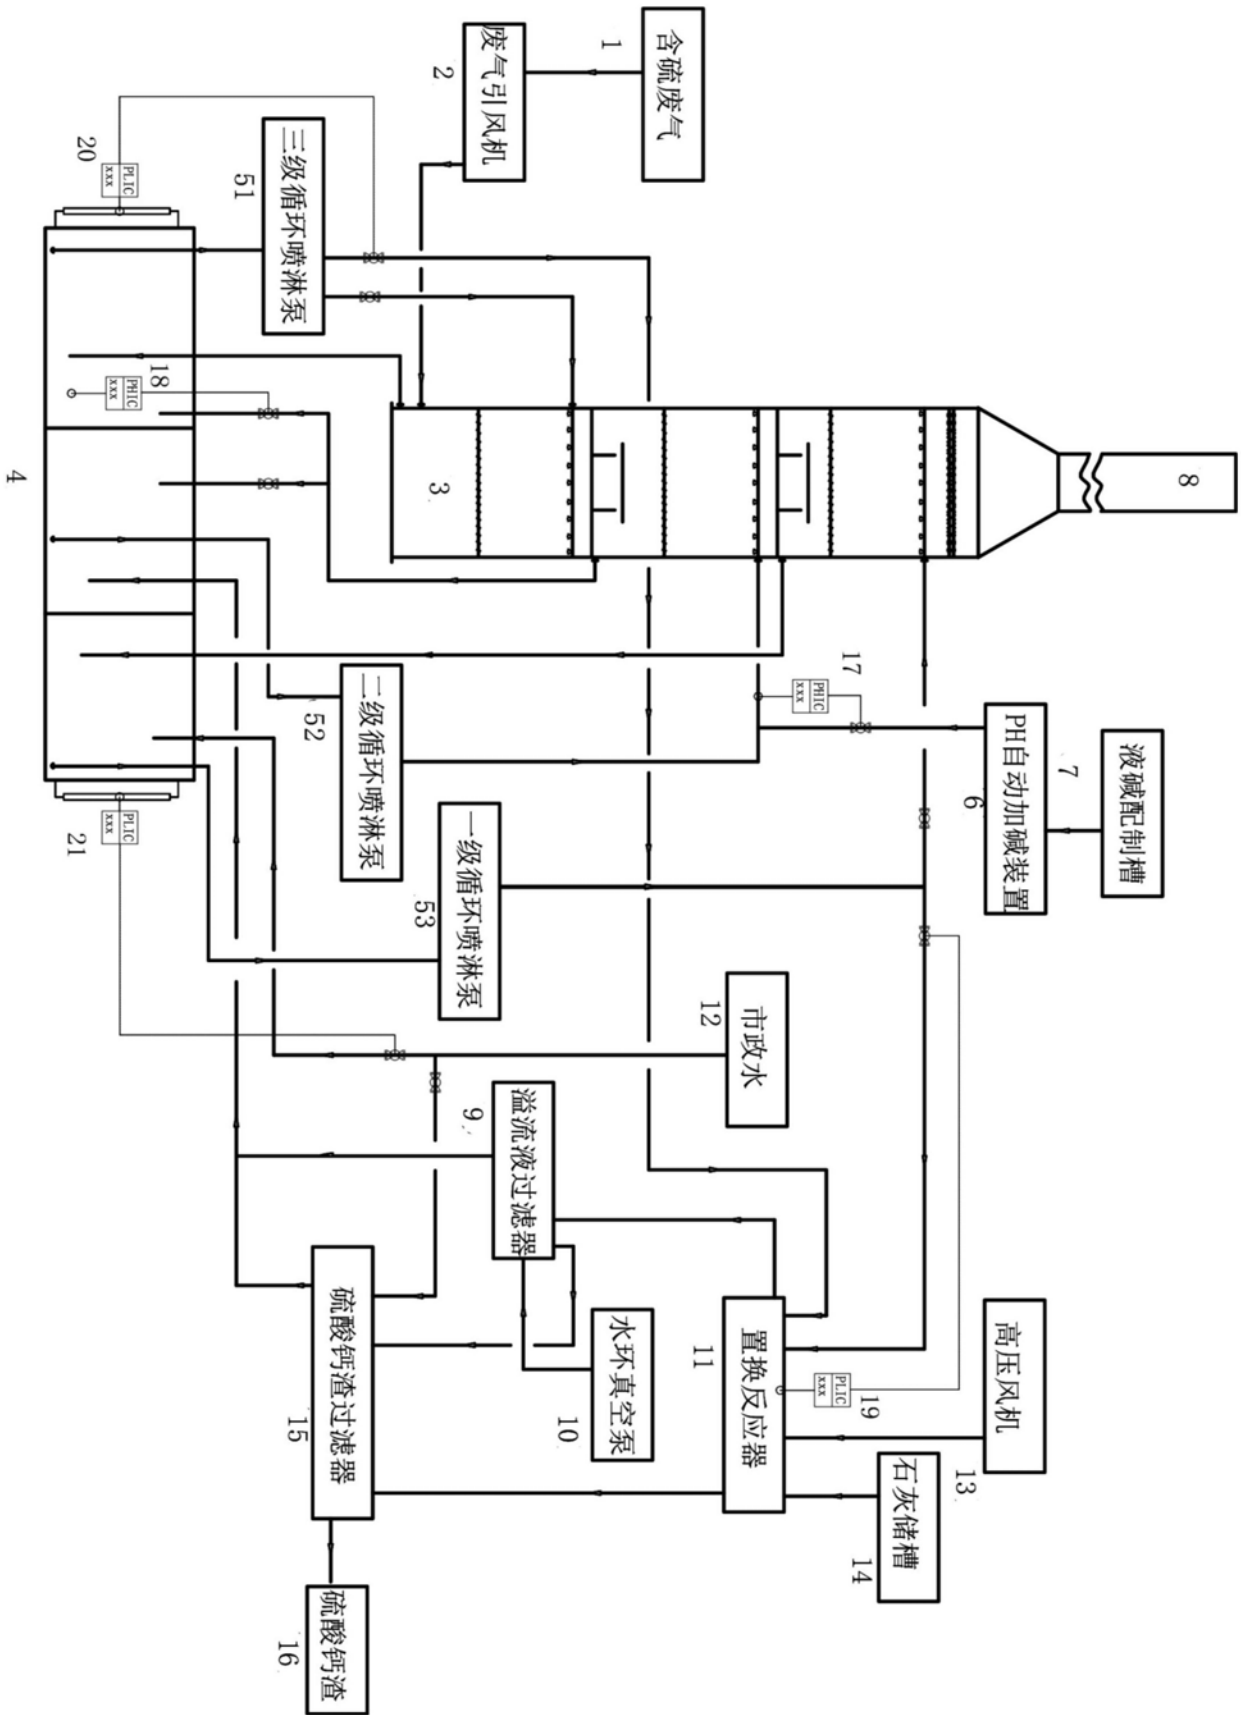 8
液碱配制槽
7
PH自动加碱装置
6
高压风机
13
石灰储槽
14
17
PHIC
xxx
19
PLIC
xxx
市政水
12
置换反应器
11
含硫废气
1
水环真空泵
10
废气引风机
2
溢流液过滤器
9
3
一级循环喷淋泵
53
二级循环喷淋泵
52
硫酸钙渣过滤器
15
硫酸钙渣
16
三级循环喷淋泵
51
18
PHIC
xxx
PLIC
xxx
20
PLIC
xxx
21
4